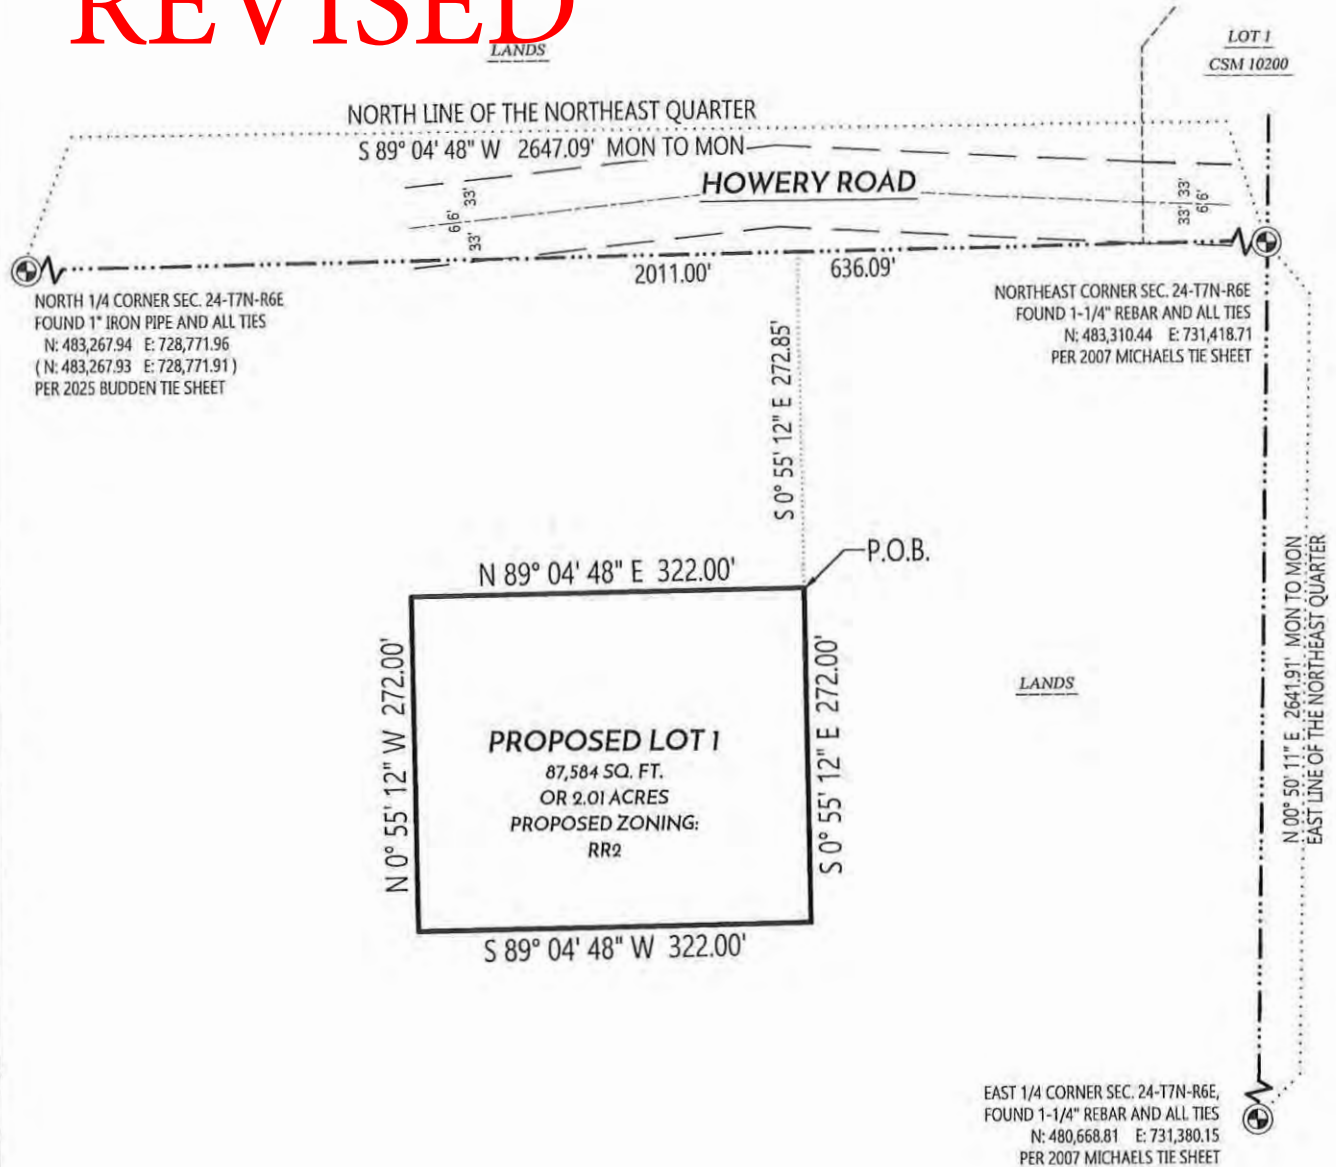 REVISED
LANDS
LOT 1
CSM 10200
NORTH LINE OF THE NORTHEAST QUARTER
S 89° 04' 48" W 2647.09' MON TO MON
HOWERY ROAD
33'
6'6'
33'
33'
33'
6'6'
2011.00'
636.09'
NORTH 1/4 CORNER SEC. 24-T7N-R6E
FOUND 1" IRON PIPE AND ALL TIES
N: 483,267.94 E: 728,771.96
( N: 483,267.93 E: 728,771.91 )
PER 2025 BUDDEN TIE SHEET
NORTHEAST CORNER SEC. 24-T7N-R6E
FOUND 1-1/4" REBAR AND ALL TIES
N: 483,310.44 E: 731,418.71
PER 2007 MICHAELS TIE SHEET
S 0° 55' 12" E 272.85'
P.O.B.
N 89° 04' 48" E 322.00'
N 0° 55' 12" W 272.00'
PROPOSED LOT 1
87,584 SQ. FT.
OR 2.01 ACRES
PROPOSED ZONING:
RR2
S 0° 55' 12" E 272.00'
S 89° 04' 48" W 322.00'
LANDS
N 00° 50' 11" E 2641.91' MON TO MON
EAST LINE OF THE NORTHEAST QUARTER
EAST 1/4 CORNER SEC. 24-T7N-R6E,
FOUND 1-1/4" REBAR AND ALL TIES
N: 480,668.81 E: 731,380.15
PER 2007 MICHAELS TIE SHEET